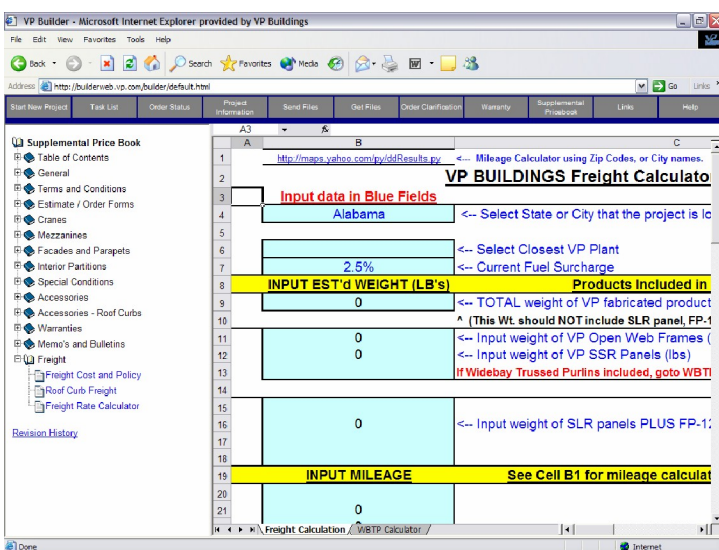 VP Builder - Microsoft Internet Explorer provided by VP Buildings
File Edit View Favorites Tools Help
Back Search Favorites Media
Address http://builderweb.vp.com/builder/default.html Go Links
Start New Project Task List Order Status Project Information Send Files Get Files Order Clarification Warranty Supplemental Pricebook Links Help
Supplemental Price Book
Table of Contents
General
Terms and Conditions
Estimate / Order Forms
Cranes
Mezzanines
Facades and Parapets
Interior Partitions
Special Conditions
Accessories
Accessories - Roof Curbs
Warranties
Memo's and Bulletins
Freight
Freight Cost and Policy
Roof Curb Freight
Freight Rate Calculator
Revision History
A3 fx
A B C
1 http://maps.yahoo.com/py/ddResults.py <-- Mileage Calculator using Zip Codes, or City names.
2 VP BUILDINGS Freight Calculato
3 Input data in Blue Fields
4 Alabama <-- Select State or City that the project is lo
5
6 <-- Select Closest VP Plant
7 2.5% <-- Current Fuel Surcharge
8 INPUT EST'd WEIGHT (LB's) Products Included in
9 0 <-- TOTAL weight of VP fabricated product
10 ^ (This Wt. should NOT include SLR panel, FP-1
11 0 <-- Input weight of VP Open Web Frames (
12 0 <-- Input weight of VP SSR Panels (lbs)
13 If Widebay Trussed Purlins included, goto WBT
14
15
16 0 <-- Input weight of SLR panels PLUS FP-12
17
18
19 INPUT MILEAGE See Cell B1 for mileage calculat
20
21 0
Freight Calculation / WBTP Calculator /
Done Internet